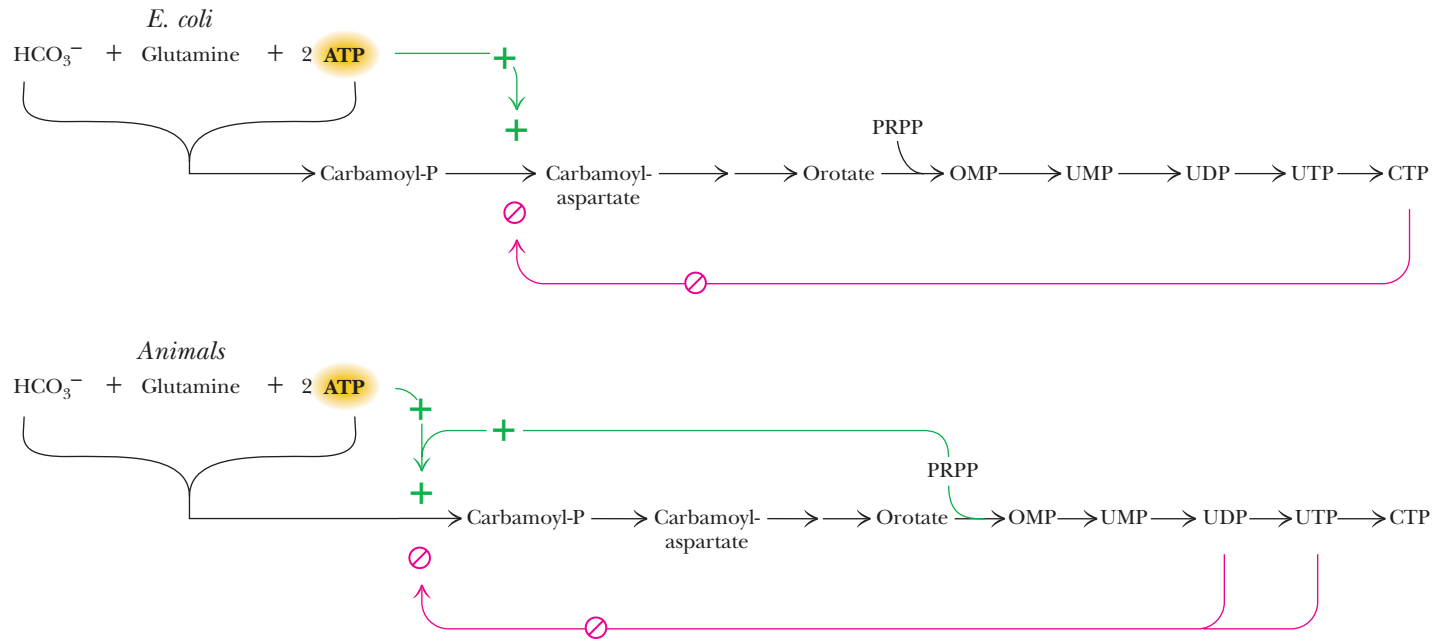 E. coli
HCO₃⁻ + Glutamine + 2 ATP
PRPP
Carbamoyl-P
Carbamoyl-
aspartate
Orotate
OMP
UMP
UDP
UTP
CTP
Animals
HCO₃⁻ + Glutamine + 2 ATP
PRPP
Carbamoyl-P
Carbamoyl-
aspartate
Orotate
OMP
UMP
UDP
UTP
CTP